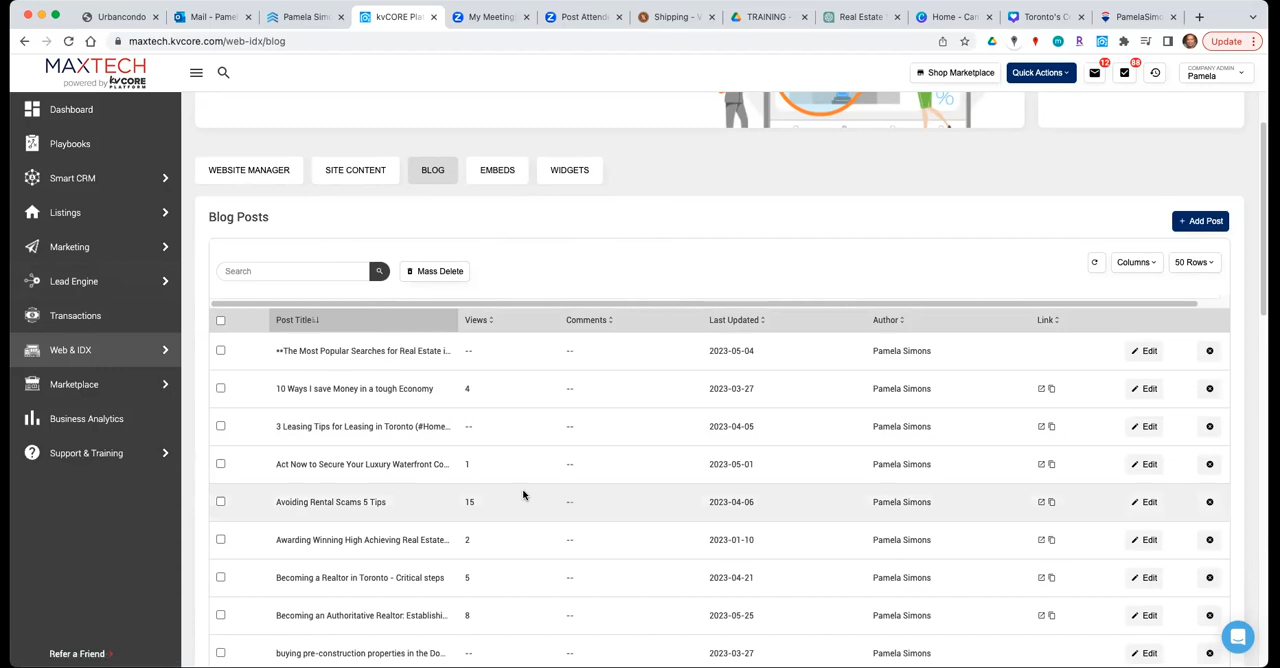 Urbancondo
Mail - Pamel
Pamela Sim
kvCORE Pla
My Meeting
Post Attend
Shipping - V
TRAINING -
Real Estate
Home - Can
Toronto's C
PamelaSimo
maxtech.kvcore.com/web-idx/blog
Update
MAXTECH
powered by kvCORE PLATFORM
Shop Marketplace
Quick Actions
12
88
COMPANY ADMIN
Pamela
Dashboard
Playbooks
Smart CRM
Listings
Marketing
Lead Engine
Transactions
Web & IDX
Marketplace
Business Analytics
Support & Training
Refer a Friend
%
WEBSITE MANAGER
SITE CONTENT
BLOG
EMBEDS
WIDGETS
Blog Posts
+ Add Post
Search
Mass Delete
Columns
50 Rows
Post Title Views Comments Last Updated Author Link
**The Most Popular Searches for Real Estate i... -- -- 2023-05-04 Pamela Simons Edit
10 Ways I save Money in a tough Economy 4 -- 2023-03-27 Pamela Simons Edit
3 Leasing Tips for Leasing in Toronto (#Home... -- -- 2023-04-05 Pamela Simons Edit
Act Now to Secure Your Luxury Waterfront Co... 1 -- 2023-05-01 Pamela Simons Edit
Avoiding Rental Scams 5 Tips 15 -- 2023-04-06 Pamela Simons Edit
Awarding Winning High Achieving Real Estate... 2 -- 2023-01-10 Pamela Simons Edit
Becoming a Realtor in Toronto - Critical steps 5 -- 2023-04-21 Pamela Simons Edit
Becoming an Authoritative Realtor: Establishi... 8 -- 2023-05-25 Pamela Simons Edit
buying pre-construction properties in the Do... -- -- 2023-03-27 Pamela Simons Edit